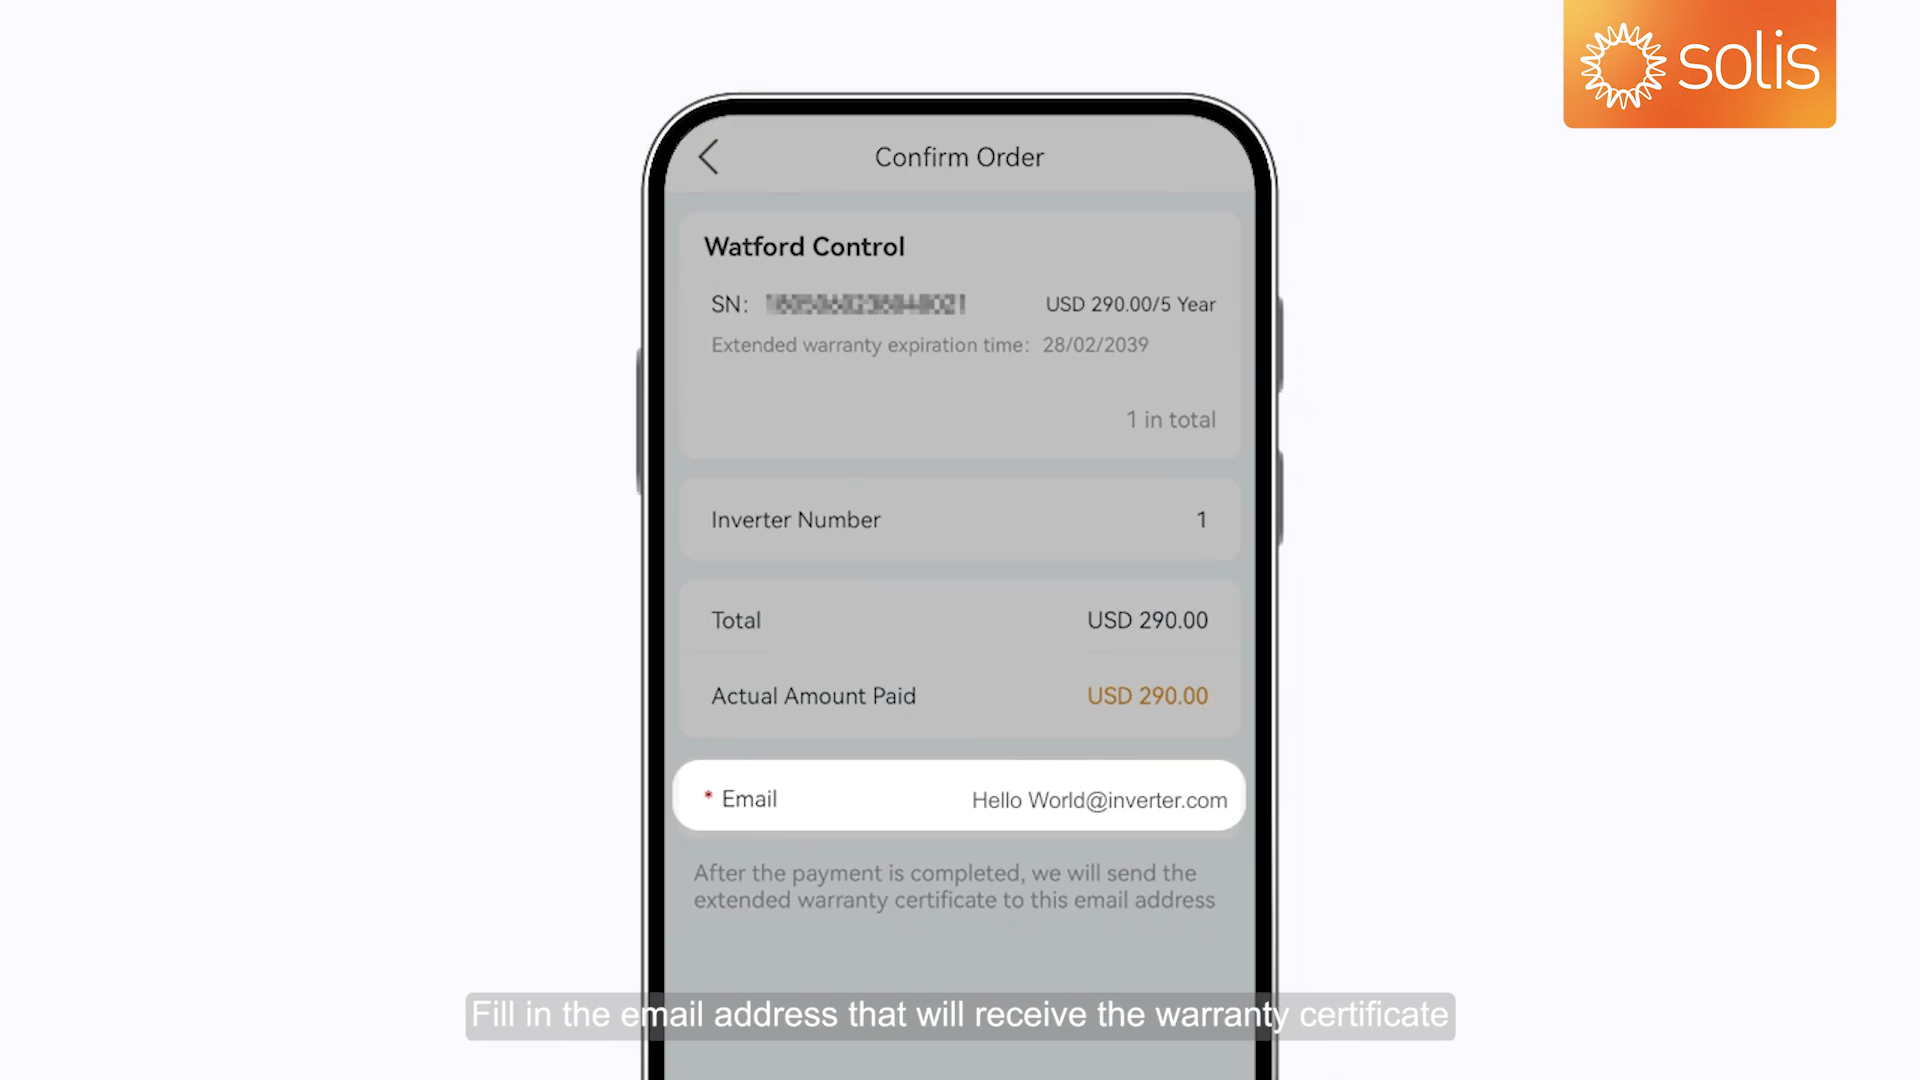 solis
Confirm Order
Watford Control
SN: USD 290.00/5 Year
Extended warranty expiration time: 28/02/2039
1 in total
Inverter Number 1
Total USD 290.00
Actual Amount Paid USD 290.00
* Email Hello World@inverter.com
After the payment is completed, we will send the
extended warranty certificate to this email address
Fill in the email address that will receive the warranty certificate